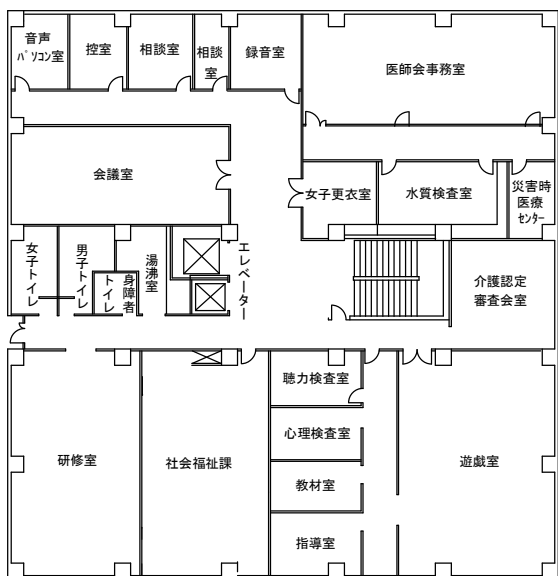 音声
パソコン室
控室
相談室
相談
室
録音室
医師会事務室
会議室
女子更衣室
水質検査室
災害時
医療
センター
女子トイレ
男子トイレ
身障者
トイレ
湯沸室
エレベーター
介護認定
審査会室
聴力検査室
心理検査室
教材室
指導室
研修室
社会福祉課
遊戯室